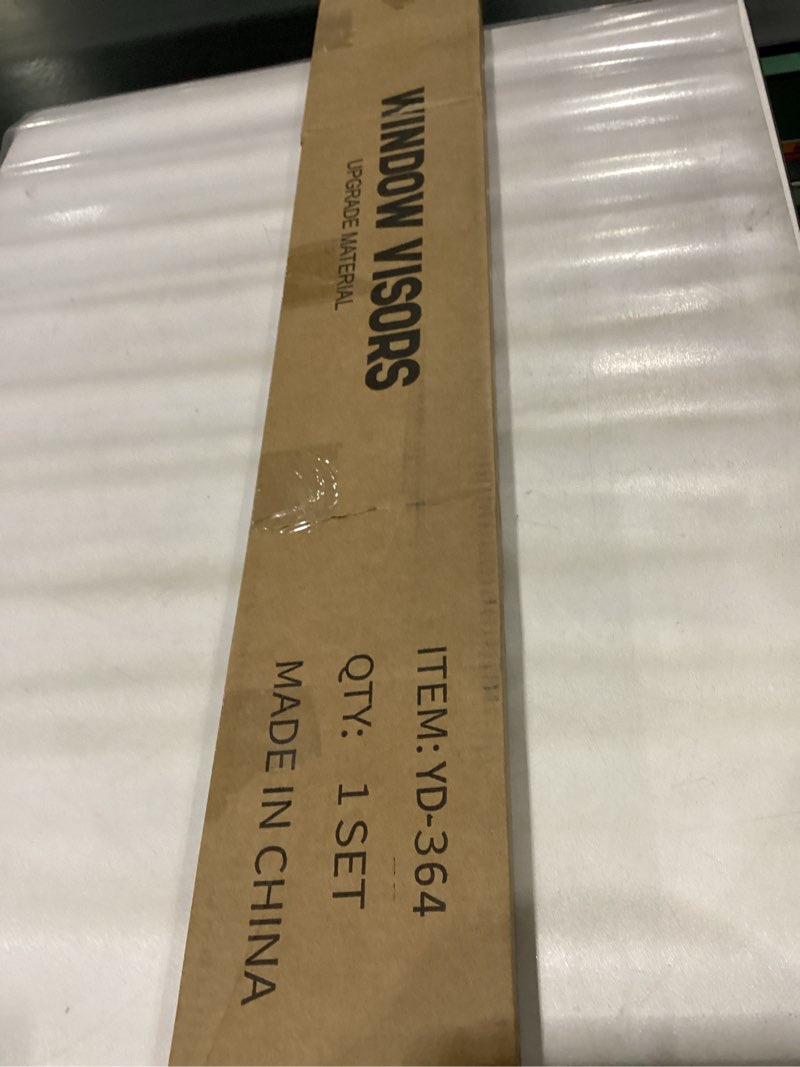 WINDOW VISORS
UPGRADE MATERIAL
ITEM: YD-364
QTY: 1 SET
MADE IN CHINA